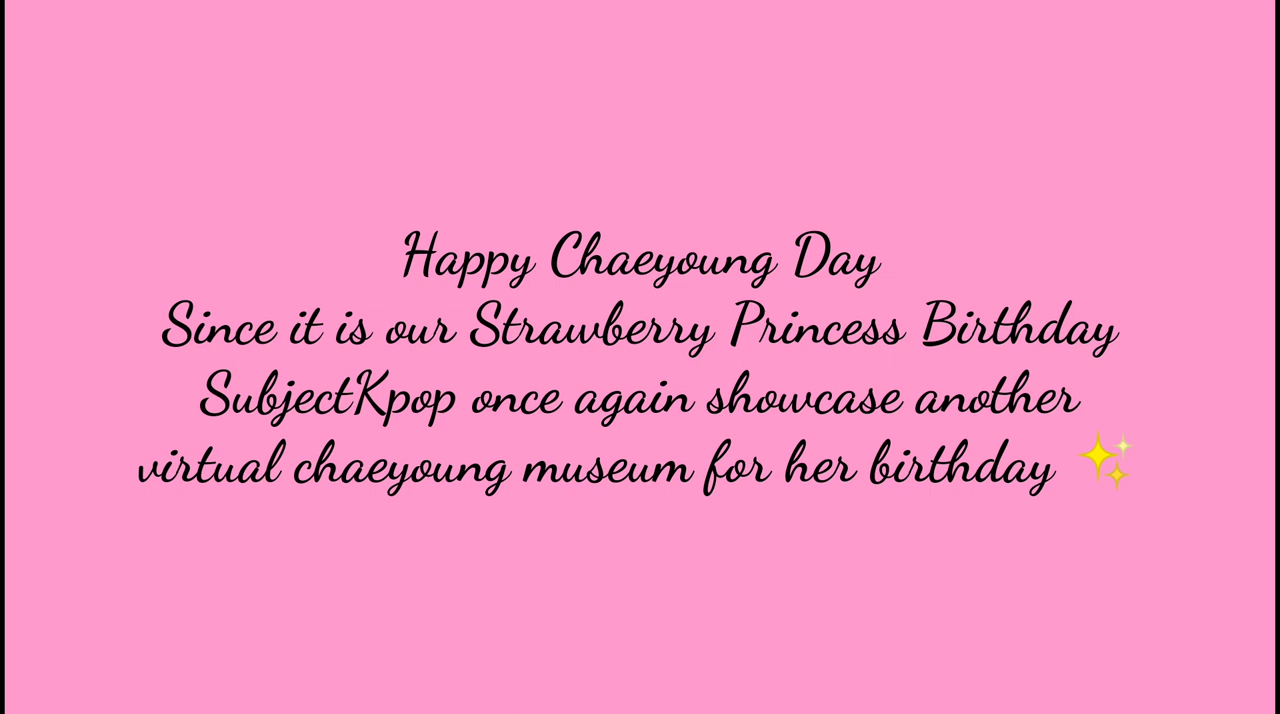 Happy Chaeyoung Day
Since it is our Strawberry Princess Birthday
SubjectKpop once again showcase another
virtual chaeyoung museum for her birthday ✨